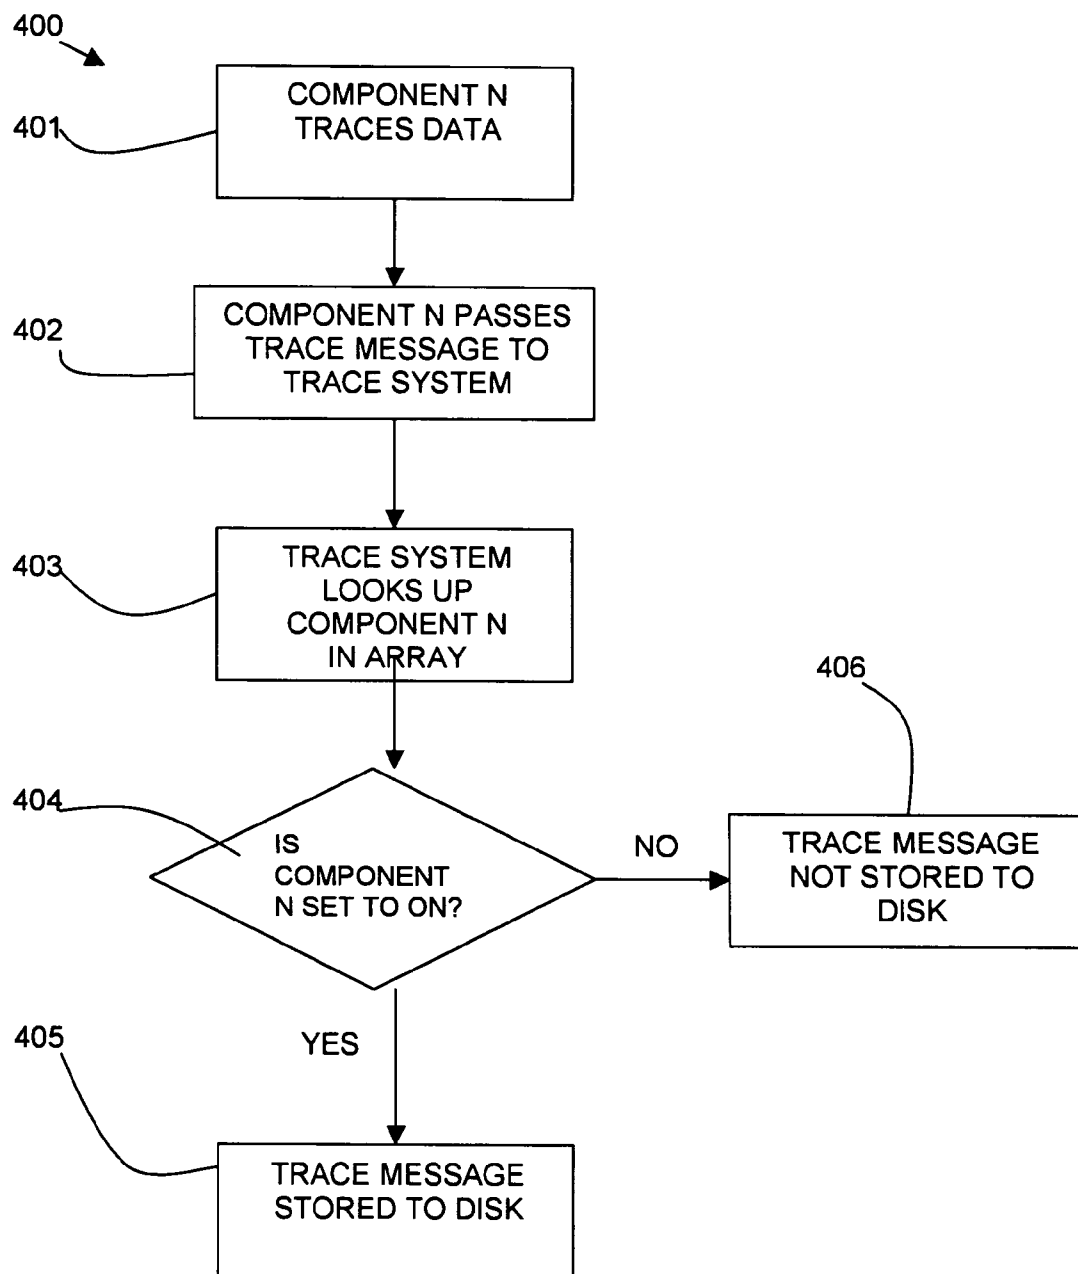 400
COMPONENT N
TRACES DATA
401
COMPONENT N PASSES
TRACE MESSAGE TO
TRACE SYSTEM
402
TRACE SYSTEM
LOOKS UP
COMPONENT N
IN ARRAY
403
406
404
IS
COMPONENT
N SET TO ON?
NO
TRACE MESSAGE
NOT STORED TO
DISK
YES
405
TRACE MESSAGE
STORED TO DISK